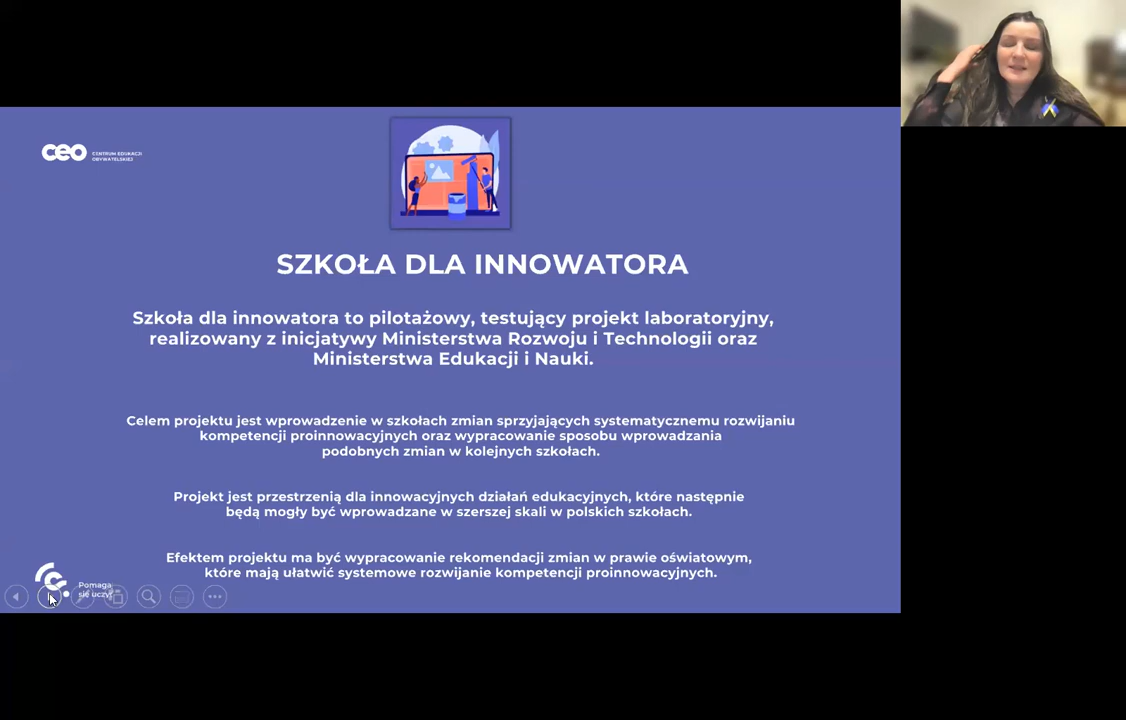 ceo CENTRUM EDUKACJI
OBYWATELSKIEJ
SZKOŁA DLA INNOWATORA
Szkoła dla innowatora to pilotażowy, testujący projekt laboratoryjny,
realizowany z inicjatywy Ministerstwa Rozwoju i Technologii oraz
Ministerstwa Edukacji i Nauki.
Celem projektu jest wprowadzenie w szkołach zmian sprzyjających systematycznemu rozwijaniu
kompetencji proinnowacyjnych oraz wypracowanie sposobu wprowadzania
podobnych zmian w kolejnych szkołach.
Projekt jest przestrzenią dla innowacyjnych działań edukacyjnych, które następnie
będą mogły być wprowadzane w szerszej skali w polskich szkołach.
Efektem projektu ma być wypracowanie rekomendacji zmian w prawie oświatowym,
które mają ułatwić systemowe rozwijanie kompetencji proinnowacyjnych.
Pomaga
się uczyć